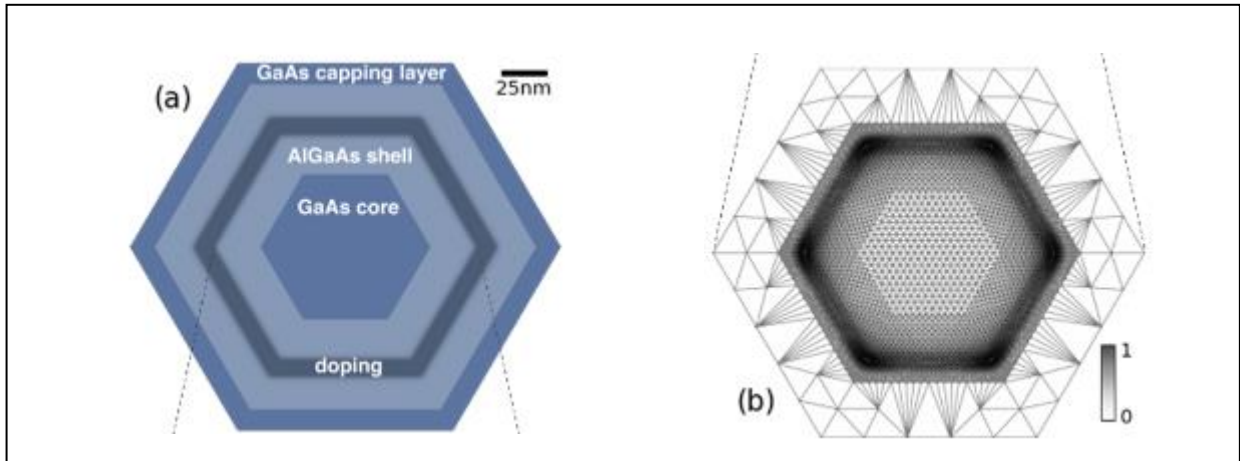 GaAs capping layer
(a)
25nm
AlGaAs shell
GaAs core
doping
(b)
1
0